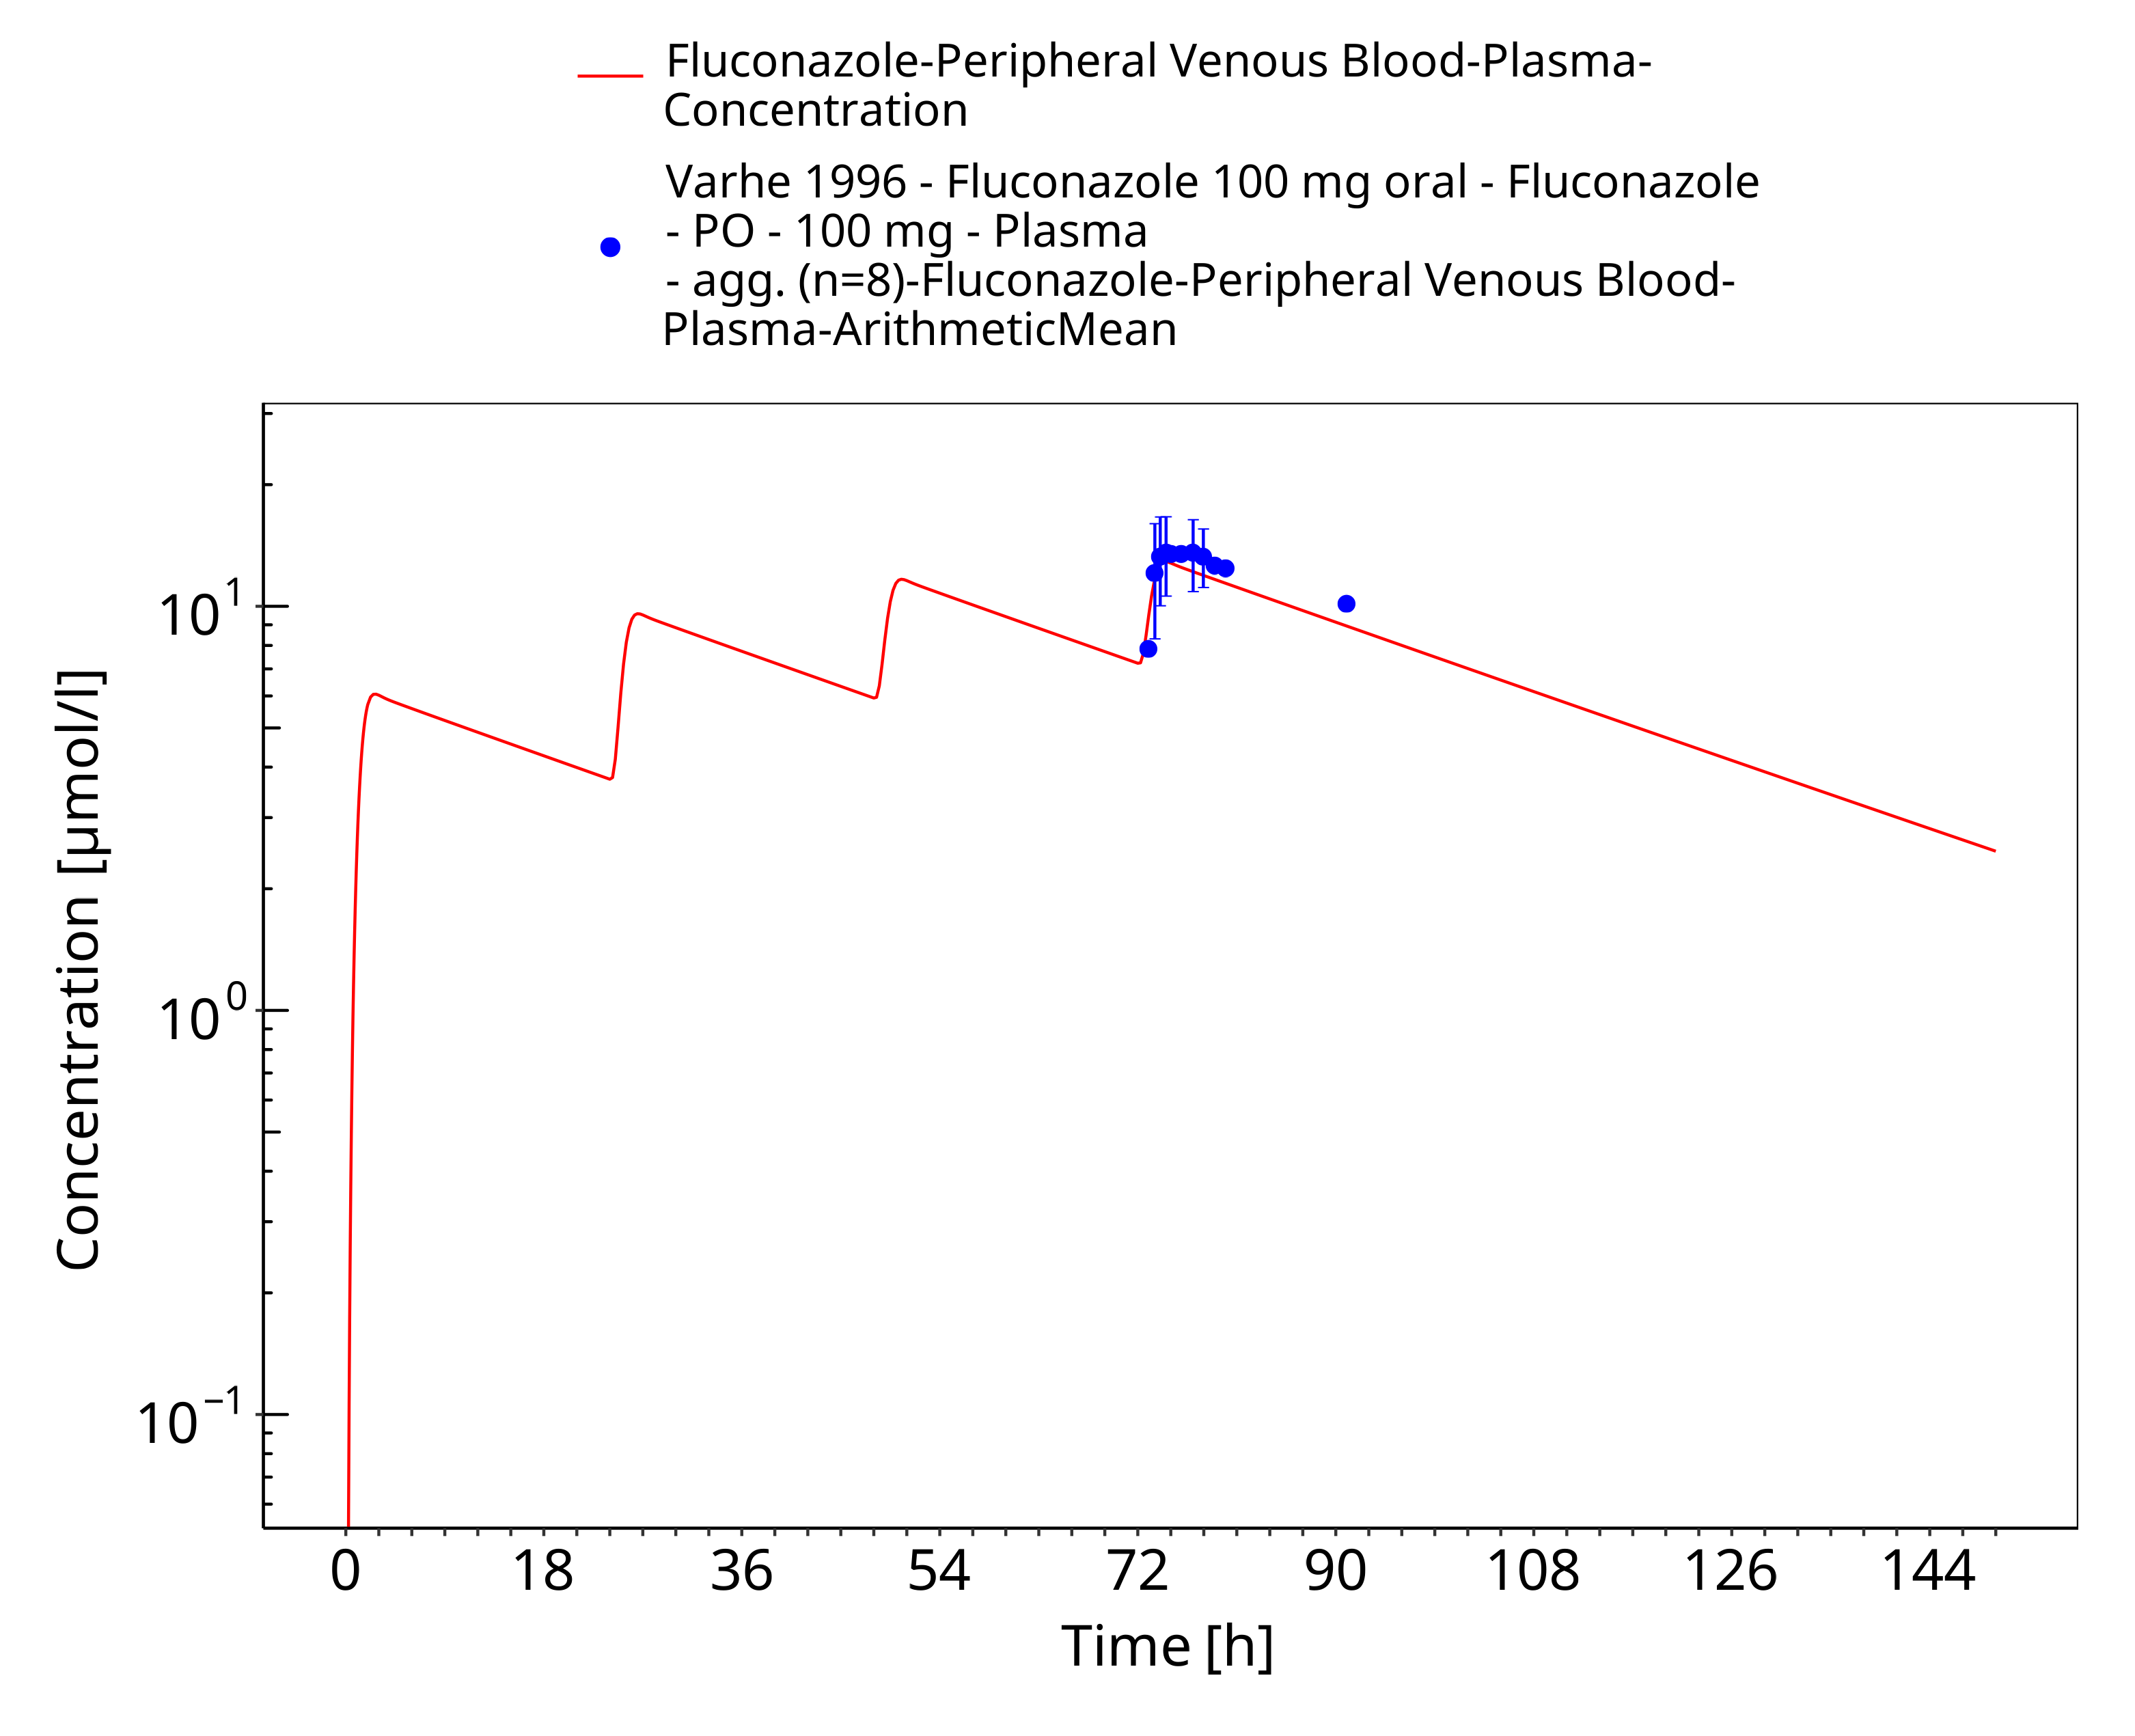 Fluconazole-Peripheral Venous Blood-Plasma-
Concentration
Varhe 1996 - Fluconazole 100 mg oral - Fluconazole
- PO - 100 mg - Plasma
- agg. (n=8)-Fluconazole-Peripheral Venous Blood-
Plasma-ArithmeticMean
Concentration [µmol/l]
10¹
10⁰
10⁻¹
0 18 36 54 72 90 108 126 144
Time [h]